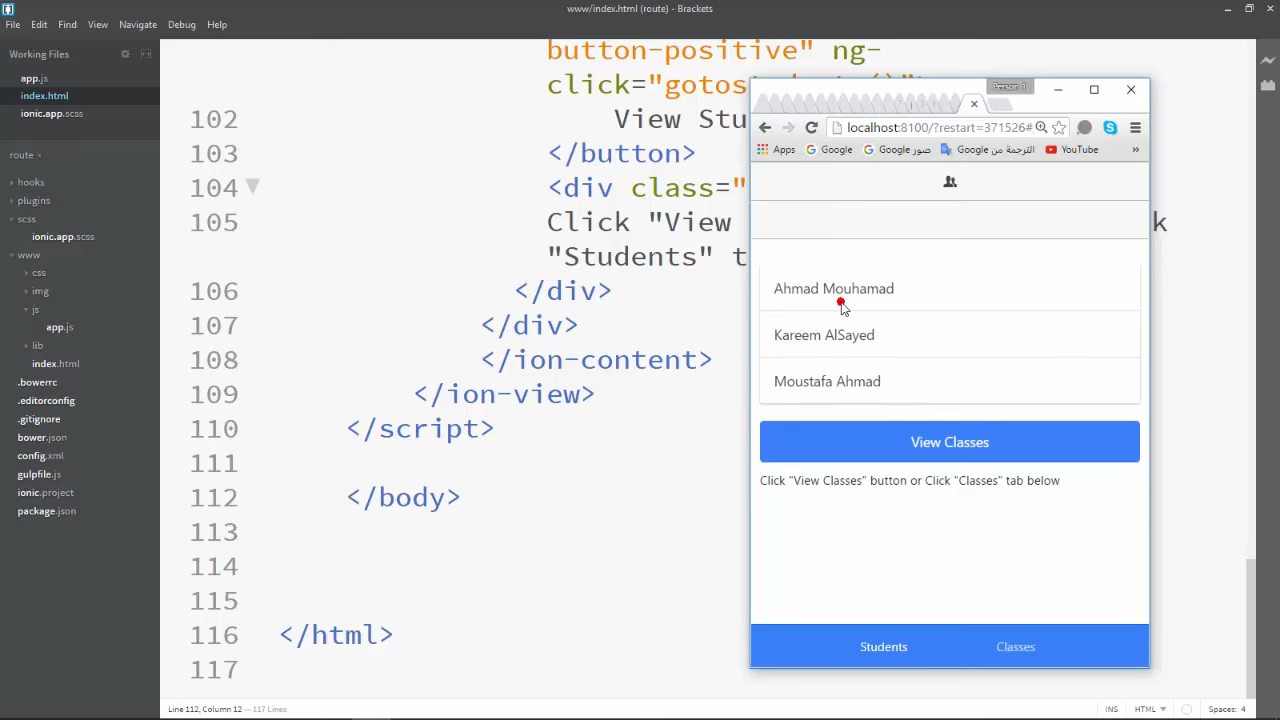 www/index.html (route) - Brackets
File Edit Find View Navigate Debug Help
Working Files
app.js
index.html
ionic.app.scss
route
hooks
plugins
scss
ionic.app.scss
www
css
img
js
app.js
lib
index.html
.bowerrc
.editorconfig
.gitignore
bower.json
config.xml
gulpfile.js
ionic.project
package.json
button-positive" ng-
click="gotos
102 View Stu
103 </button>
104 <div class="
105 Click "View k
"Students" t
106 </div>
107 </div>
108 </ion-content>
109 </ion-view>
110 </script>
111
112 </body>
113
114
115
116 </html>
117
Person 1
localhost:8100/?restart=371526#
Apps Google صور Google الترجمة من Google YouTube »
Ahmad Mouhamad
Kareem AlSayed
Moustafa Ahmad
View Classes
Click "View Classes" button or Click "Classes" tab below
Students Classes
Line 112, Column 12 — 117 Lines
INS HTML Spaces: 4